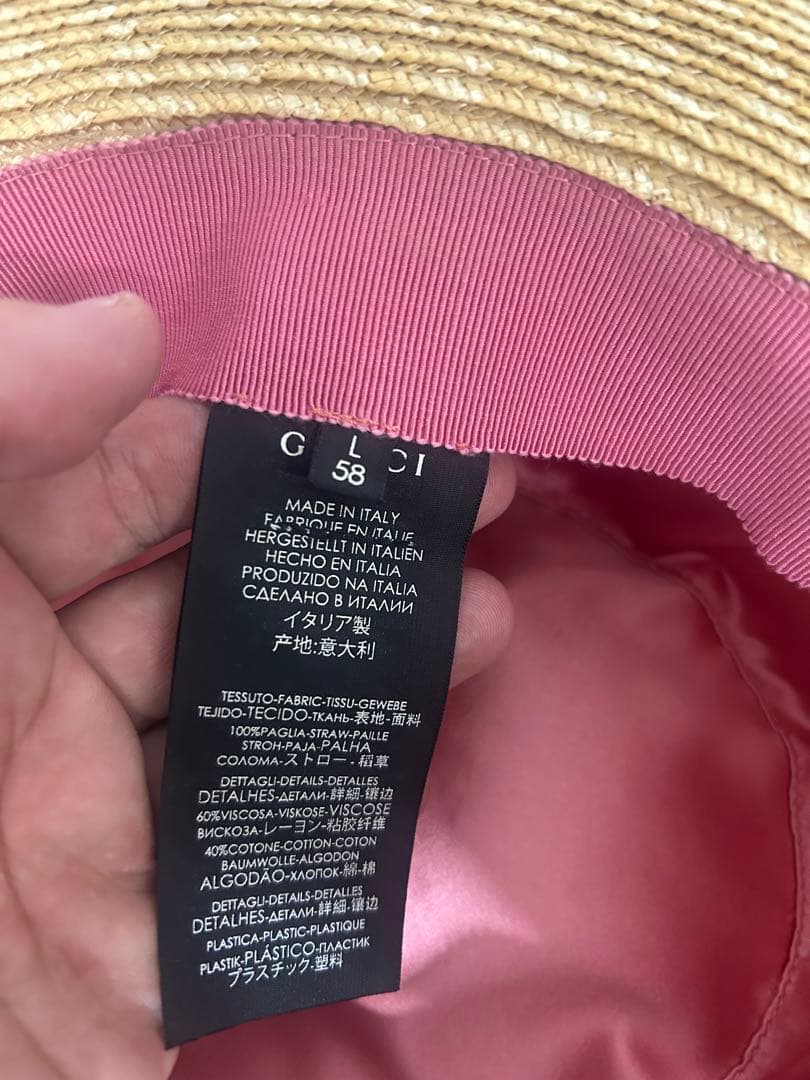 G CI
L
58
MADE IN ITALY
FABRIQUE EN ITALIE
HERGESTELLT IN ITALIEN
HECHO EN ITALIA
PRODUZIDO NA ITALIA
СДЕЛАНО В ИТАЛИИ
イタリア製
产地:意大利
TESSUTO-FABRIC-TISSU-GEWEBE
TEJIDO-TECIDO-ТКАНЬ-表地-面料
100%PAGLIA-STRAW-PAILLE
STROH-PAJA-PALHA
СОЛОМА-ストロー-稻草
DETTAGLI-DETAILS-DETALLES
DETALHES-ДЕТАЛИ-詳細-镶边
60%VISCOSA-VISKOSE-VISCOSE
ВИСКОЗА-レーヨン-粘胶纤维
40%COTONE-COTTON-COTON
BAUMWOLLE-ALGODON
ALGODÃO-ХЛОПОК-綿-棉
DETTAGLI-DETAILS-DETALLES
DETALHES-ДЕТАЛИ-詳細-镶边
PLASTICA-PLASTIC-PLASTIQUE
PLASTIK-PLÁSTICO-ПЛАСТИК
プラスチック-塑料